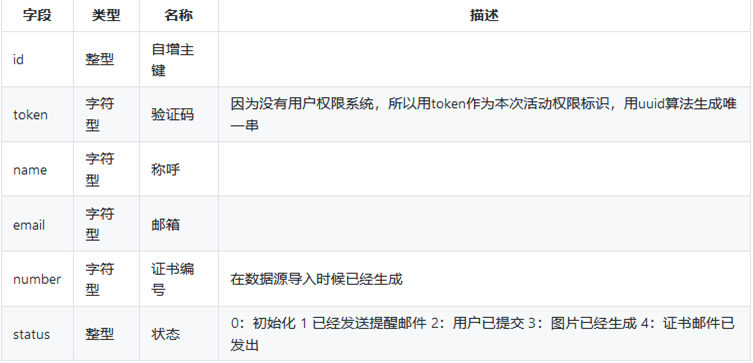 字段 类型 名称 描述
id 整型 自增主
键
token 字符
型 验证码 因为没有用户权限系统，所以用token作为本次活动权限标识，用uuid算法生成唯
一串
name 字符
型 称呼
email 字符
型 邮箱
number 字符
型 证书编
号 在数据源导入时候已经生成
status 整型 状态 0：初始化 1 已经发送提醒邮件 2：用户已提交 3：图片已经生成 4：证书邮件已
发出